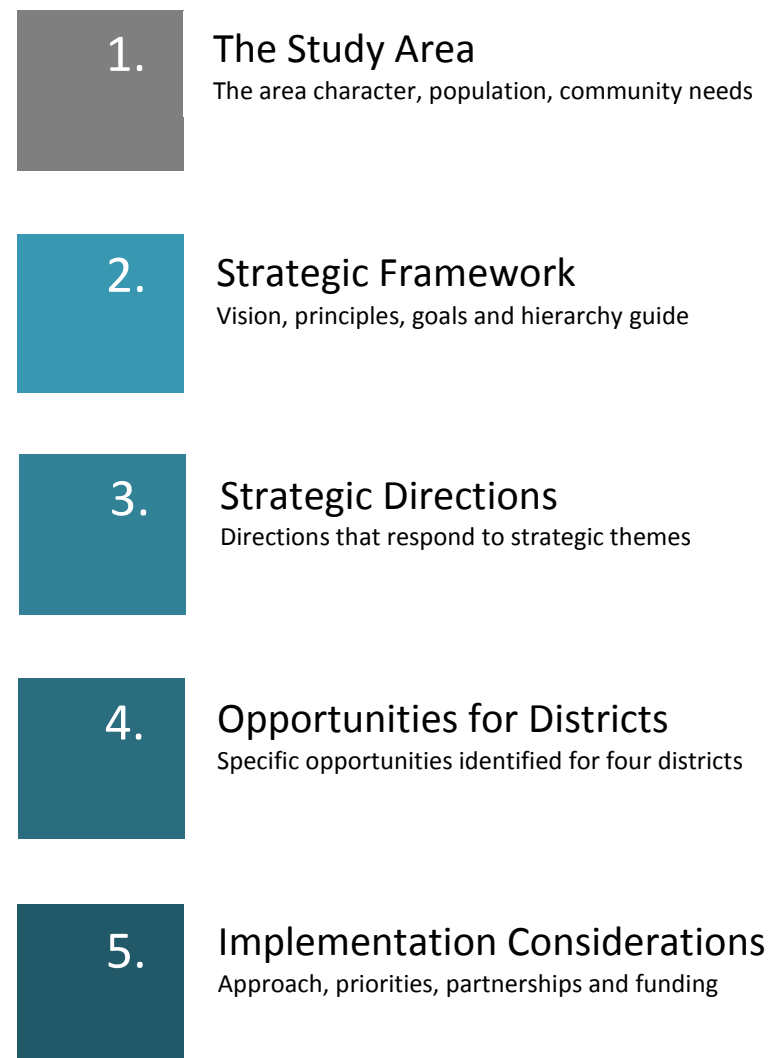 1.
The Study Area
The area character, population, community needs
2.
Strategic Framework
Vision, principles, goals and hierarchy guide
3.
Strategic Directions
Directions that respond to strategic themes
4.
Opportunities for Districts
Specific opportunities identified for four districts
5.
Implementation Considerations
Approach, priorities, partnerships and funding